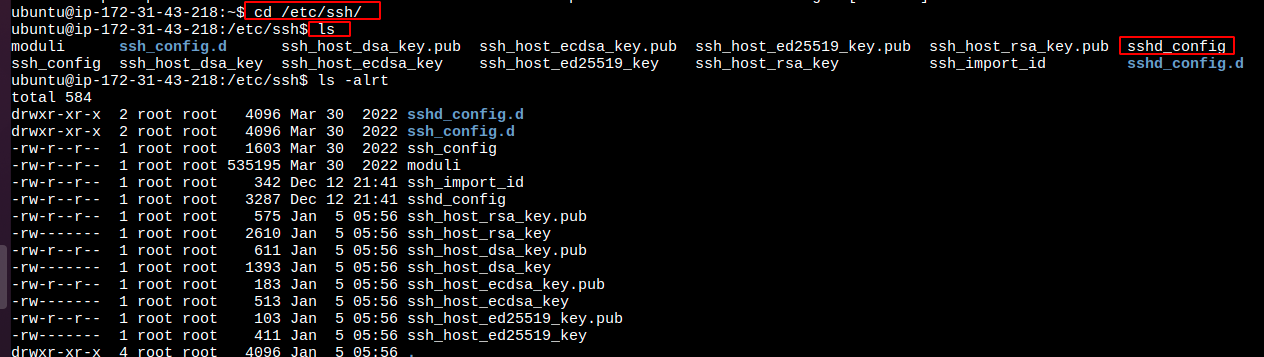 ubuntu@ip-172-31-43-218:~$ cd /etc/ssh/
ubuntu@ip-172-31-43-218:/etc/ssh$ ls
moduli      ssh_config.d      ssh_host_dsa_key.pub  ssh_host_ecdsa_key.pub  ssh_host_ed25519_key.pub  ssh_host_rsa_key.pub  sshd_config
ssh_config  ssh_host_dsa_key  ssh_host_ecdsa_key    ssh_host_ed25519_key    ssh_host_rsa_key          ssh_import_id         sshd_config.d
ubuntu@ip-172-31-43-218:/etc/ssh$ ls -alrt
total 584
drwxr-xr-x  2 root root   4096 Mar 30  2022 sshd_config.d
drwxr-xr-x  2 root root   4096 Mar 30  2022 ssh_config.d
-rw-r--r--  1 root root   1603 Mar 30  2022 ssh_config
-rw-r--r--  1 root root 535195 Mar 30  2022 moduli
-rw-r--r--  1 root root    342 Dec 12 21:41 ssh_import_id
-rw-r--r--  1 root root   3287 Dec 12 21:41 sshd_config
-rw-r--r--  1 root root    575 Jan  5 05:56 ssh_host_rsa_key.pub
-rw-------  1 root root   2610 Jan  5 05:56 ssh_host_rsa_key
-rw-r--r--  1 root root    611 Jan  5 05:56 ssh_host_dsa_key.pub
-rw-------  1 root root   1393 Jan  5 05:56 ssh_host_dsa_key
-rw-r--r--  1 root root    183 Jan  5 05:56 ssh_host_ecdsa_key.pub
-rw-------  1 root root    513 Jan  5 05:56 ssh_host_ecdsa_key
-rw-r--r--  1 root root    103 Jan  5 05:56 ssh_host_ed25519_key.pub
-rw-------  1 root root    411 Jan  5 05:56 ssh_host_ed25519_key
drwxr-xr-x  4 root root   4096 Jan  5 05:56 .